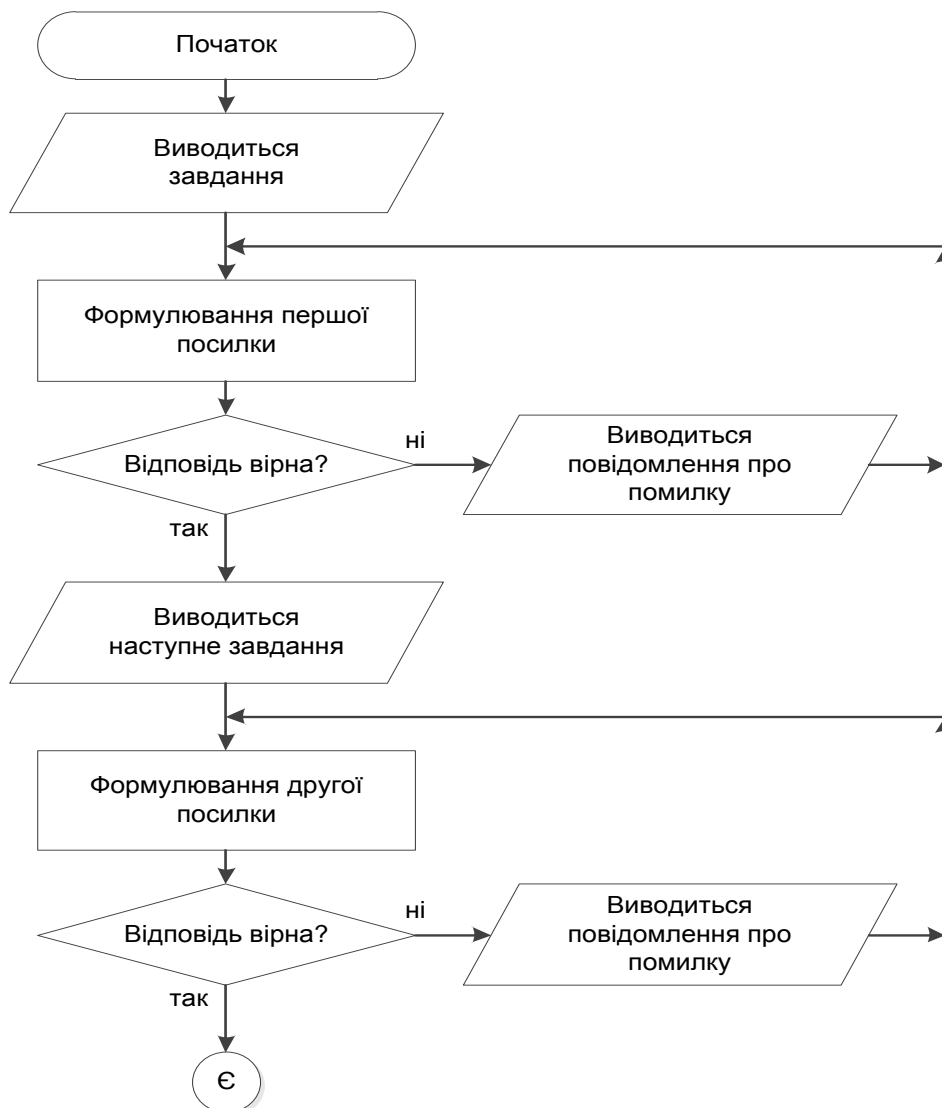 Початок
Виводиться
завдання
Формулювання першої
посилки
Відповідь вірна?
ні
Виводиться
повідомлення про
помилку
так
Виводиться
наступне завдання
Формулювання другої
посилки
Відповідь вірна?
ні
Виводиться
повідомлення про
помилку
так
Є